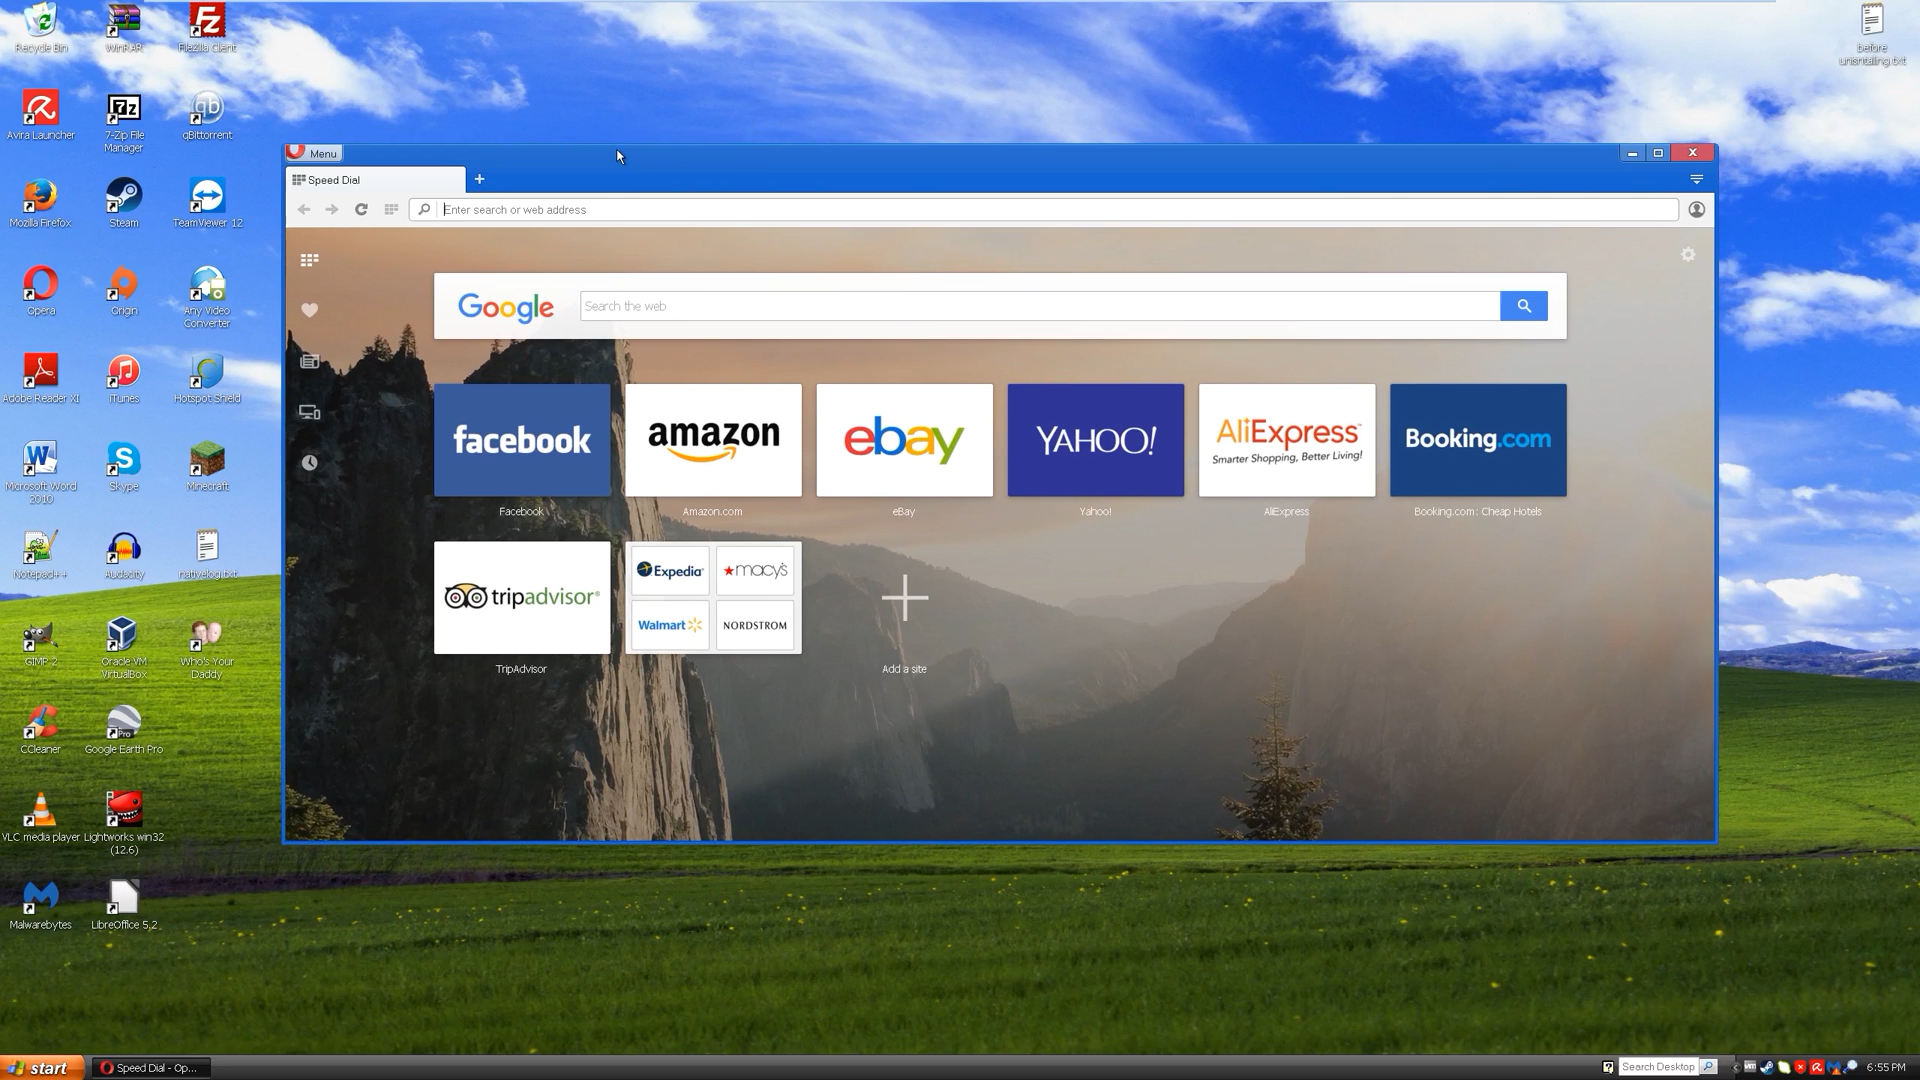 Recycle Bin
WinRAR
FileZilla Client
before
unisntalling.txt
Avira Launcher
7-Zip File
Manager
qBittorrent
Mozilla Firefox
Steam
TeamViewer 12
Opera
Origin
Any Video
Converter
Adobe Reader XI
iTunes
Hotspot Shield
Microsoft Word
2010
Skype
Minecraft
Notepad++
Audacity
nativelog.txt
GIMP 2
Oracle VM
VirtualBox
Who's Your
Daddy
CCleaner
Google Earth Pro
Pro
VLC media player
Lightworks win32
(12.6)
Malwarebytes
LibreOffice 5.2
Menu
Speed Dial
Enter search or web address
Google
Search the web
facebook
amazon
ebay
YAHOO!
AliExpress
Smarter Shopping, Better Living!
Booking.com
Facebook
Amazon.com
eBay
Yahoo!
AliExpress
Booking.com: Cheap Hotels
tripadvisor®
Expedia
macy's
Walmart
NORDSTROM
TripAdvisor
Add a site
start
Speed Dial - Op...
Search Desktop
6:55 PM